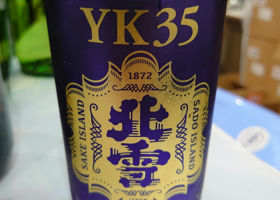 YK35
1872
SAKE ISLAND
北雪
SADO ISLAND